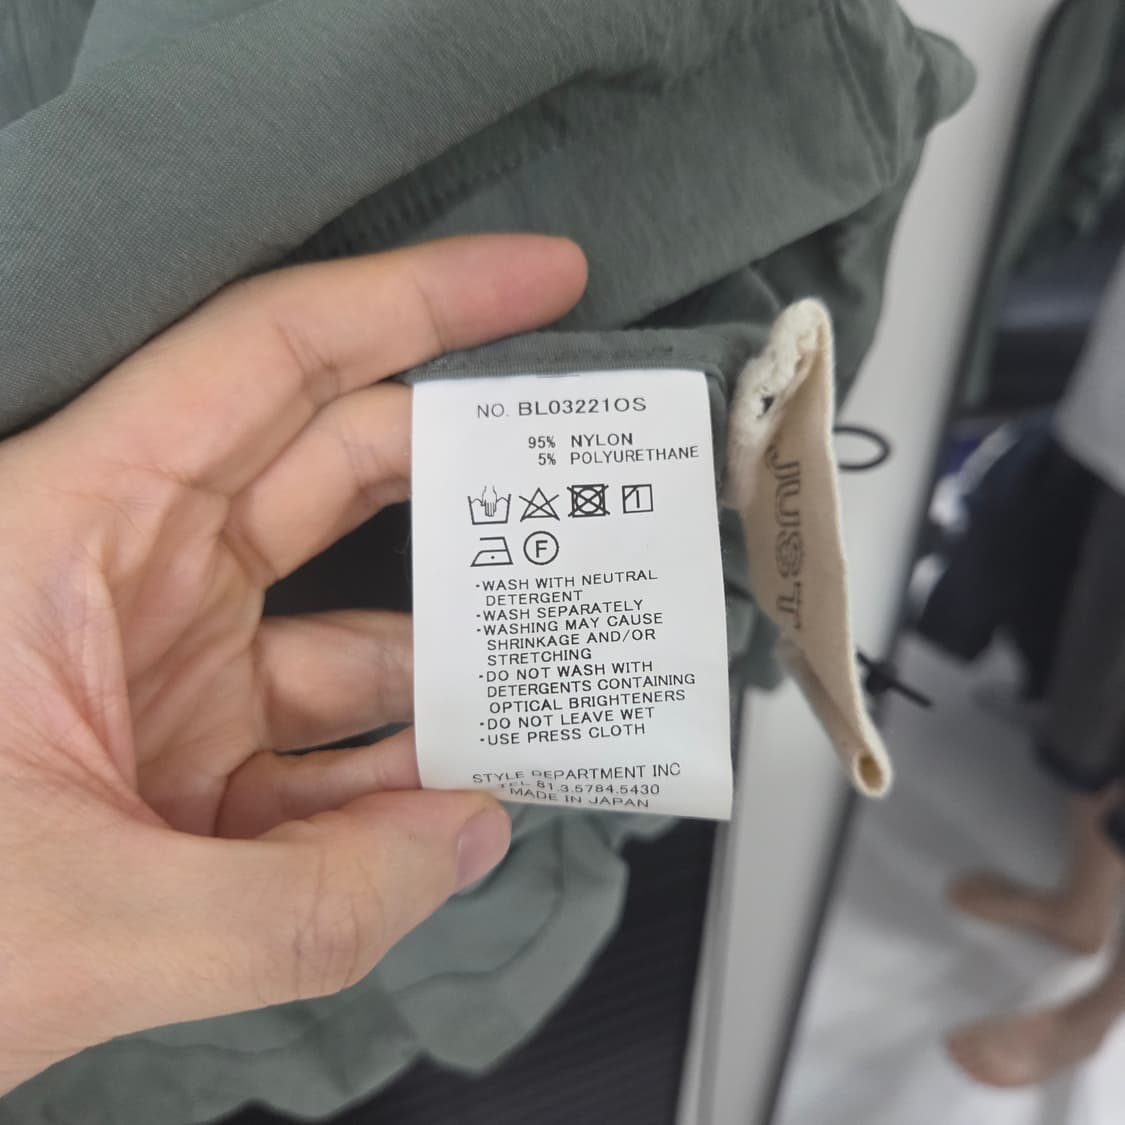 NO. BL03221OS
95% NYLON
5% POLYURETHANE
F
·WASH WITH NEUTRAL
DETERGENT
·WASH SEPARATELY
·WASHING MAY CAUSE
SHRINKAGE AND/OR
STRETCHING
·DO NOT WASH WITH
DETERGENTS CONTAINING
OPTICAL BRIGHTENERS
·DO NOT LEAVE WET
·USE PRESS CLOTH
STYLE DEPARTMENT INC
TEL 81.3.5784.5430
MADE IN JAPAN